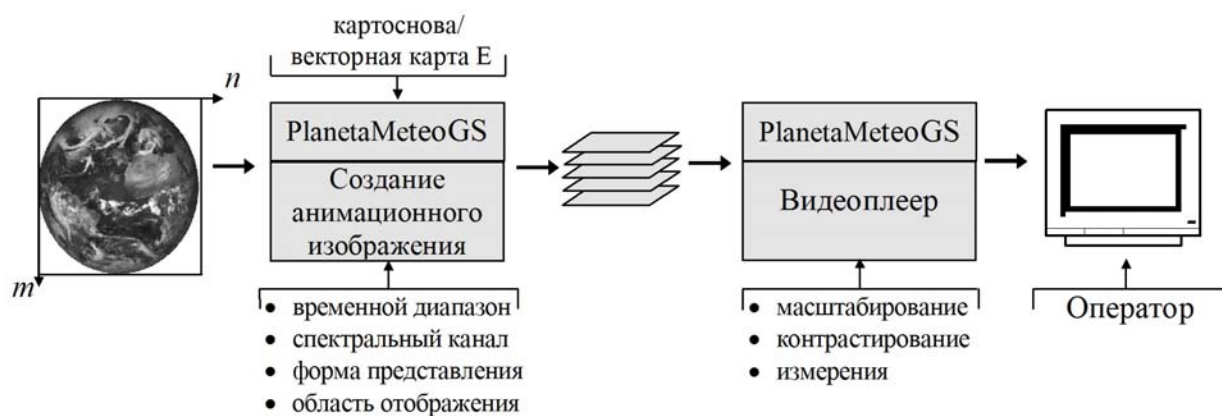 картоснова/
векторная карта E
n
m
PlanetaMeteoGS
Создание
анимационного
изображения
• временной диапазон
• спектральный канал
• форма представления
• область отображения
PlanetaMeteoGS
Видеоплеер
• масштабирование
• контрастирование
• измерения
Оператор